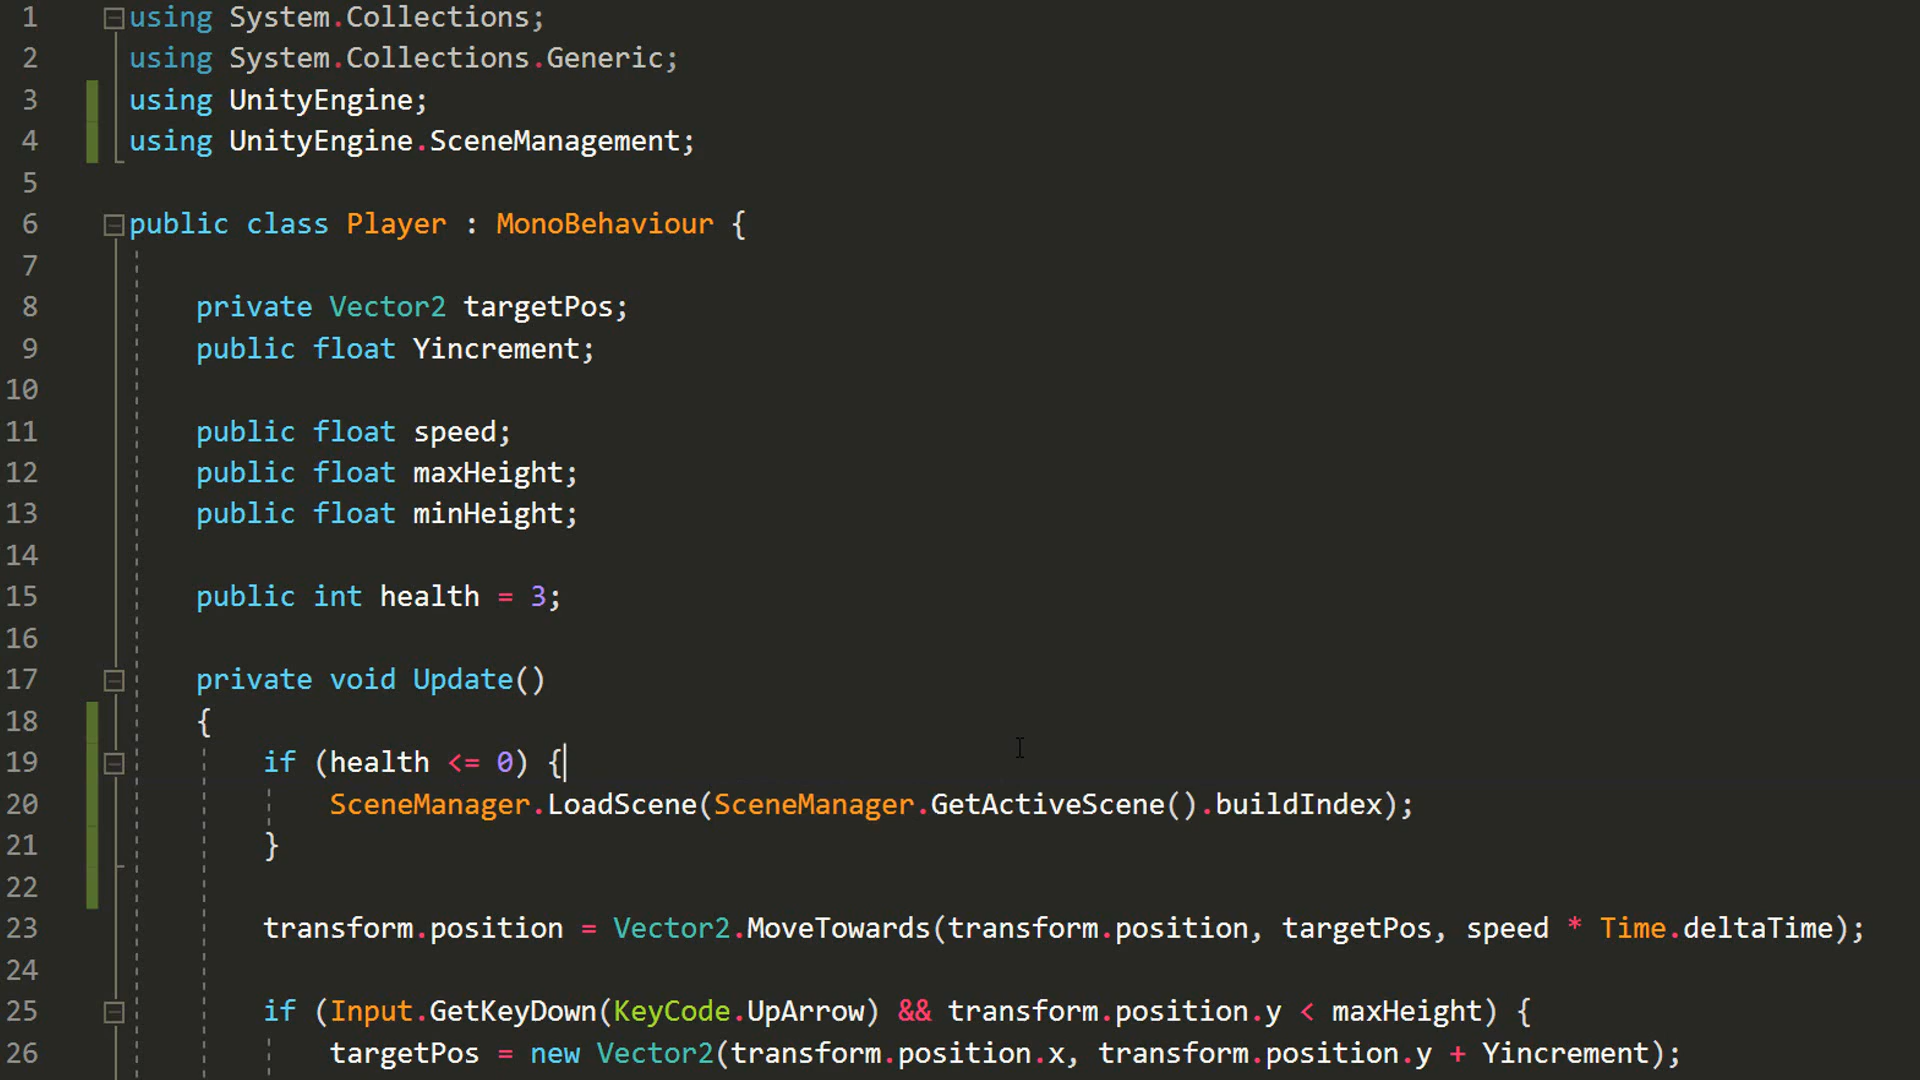 1 using System.Collections;
2 using System.Collections.Generic;
3 using UnityEngine;
4 using UnityEngine.SceneManagement;
5
6 public class Player : MonoBehaviour {
7
8 private Vector2 targetPos;
9 public float Yincrement;
10
11 public float speed;
12 public float maxHeight;
13 public float minHeight;
14
15 public int health = 3;
16
17 private void Update()
18 {
19 if (health <= 0) {
20 SceneManager.LoadScene(SceneManager.GetActiveScene().buildIndex);
21 }
22
23 transform.position = Vector2.MoveTowards(transform.position, targetPos, speed * Time.deltaTime);
24
25 if (Input.GetKeyDown(KeyCode.UpArrow) && transform.position.y < maxHeight) {
26 targetPos = new Vector2(transform.position.x, transform.position.y + Yincrement);